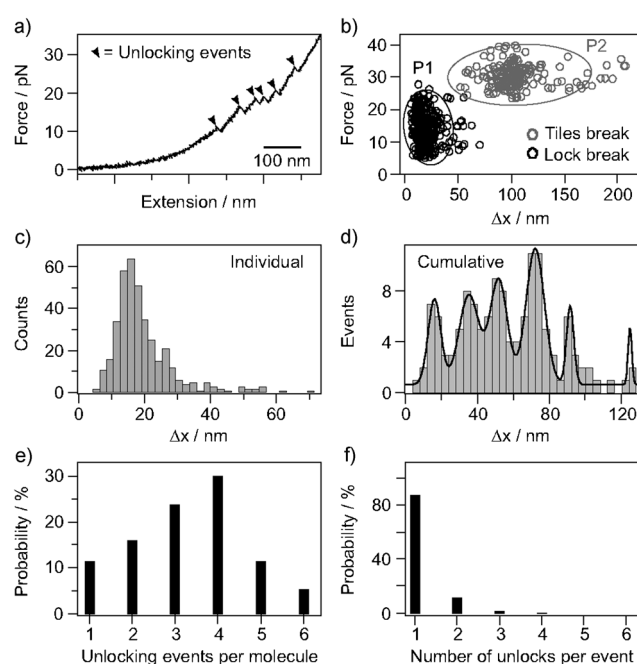 a)
= Unlocking events
Force / pN
30
20
10
0
100 nm
Extension / nm
b)
P2
P1
Force / pN
40
30
20
10
0
Tiles break
Lock break
0 50 100 150 200
Δx / nm
c)
Individual
Counts
60
40
20
0
0 20 40 60
Δx / nm
d)
Cumulative
Events
8
4
0
0 40 80 120
Δx / nm
e)
Probability / %
30
20
10
0
1 2 3 4 5 6
Unlocking events per molecule
f)
Probability / %
80
40
0
1 2 3 4 5 6
Number of unlocks per event